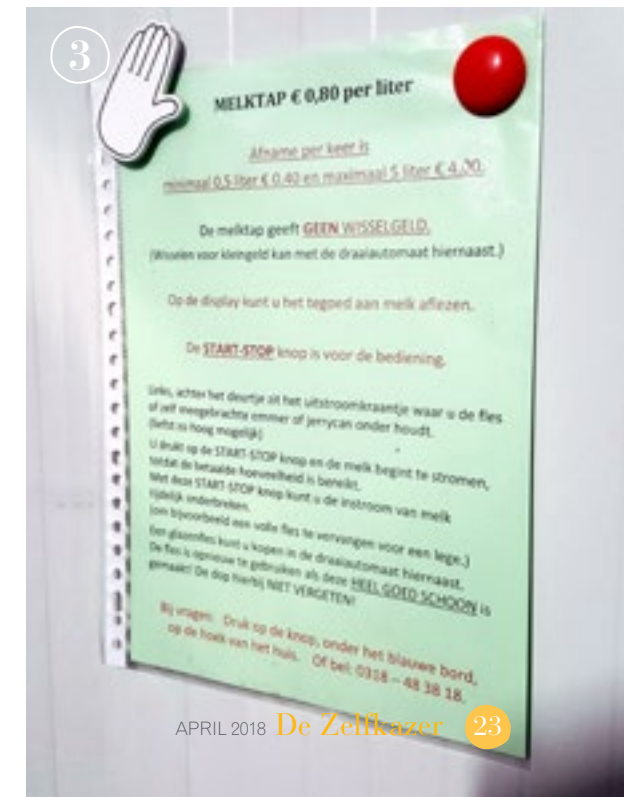 3
MELKTAP € 0,80 per liter
Afname per keer is
minimaal 0,5 liter € 0,40 en maximaal 5 liter € 4,00.
De melktap geeft GEEN WISSELGELD.
(Wisselen voor kleingeld kan met de draaiautomaat hiernaast.)
Op de display kunt u het tegoed aan melk aflezen.
De START-STOP knop is voor de bediening.
Links, achter het deurtje zit het uitstroomkraantje waar u de fles
of zelf meegebrachte emmer of jerrycan onder houdt.
(liefst zo hoog mogelijk)
U drukt op de START-STOP knop en de melk begint te stromen,
totdat de betaalde hoeveelheid is bereikt.
Met deze START-STOP knop kunt u de instroom van melk
tijdelijk onderbreken.
(om bijvoorbeeld een volle fles te vervangen voor een lege.)
Een glazenfles kunt u kopen in de draaiautomaat hiernaast.
De fles is opnieuw te gebruiken als deze HEEL GOED SCHOON is
gemaakt! De dop hierbij NIET VERGETEN!
Bij vragen: Druk op de knop, onder het blauwe bord,
op de hoek van het huis. Of bel: 0318 – 48 38 18.
APRIL 2018 De Zelfkazer 23